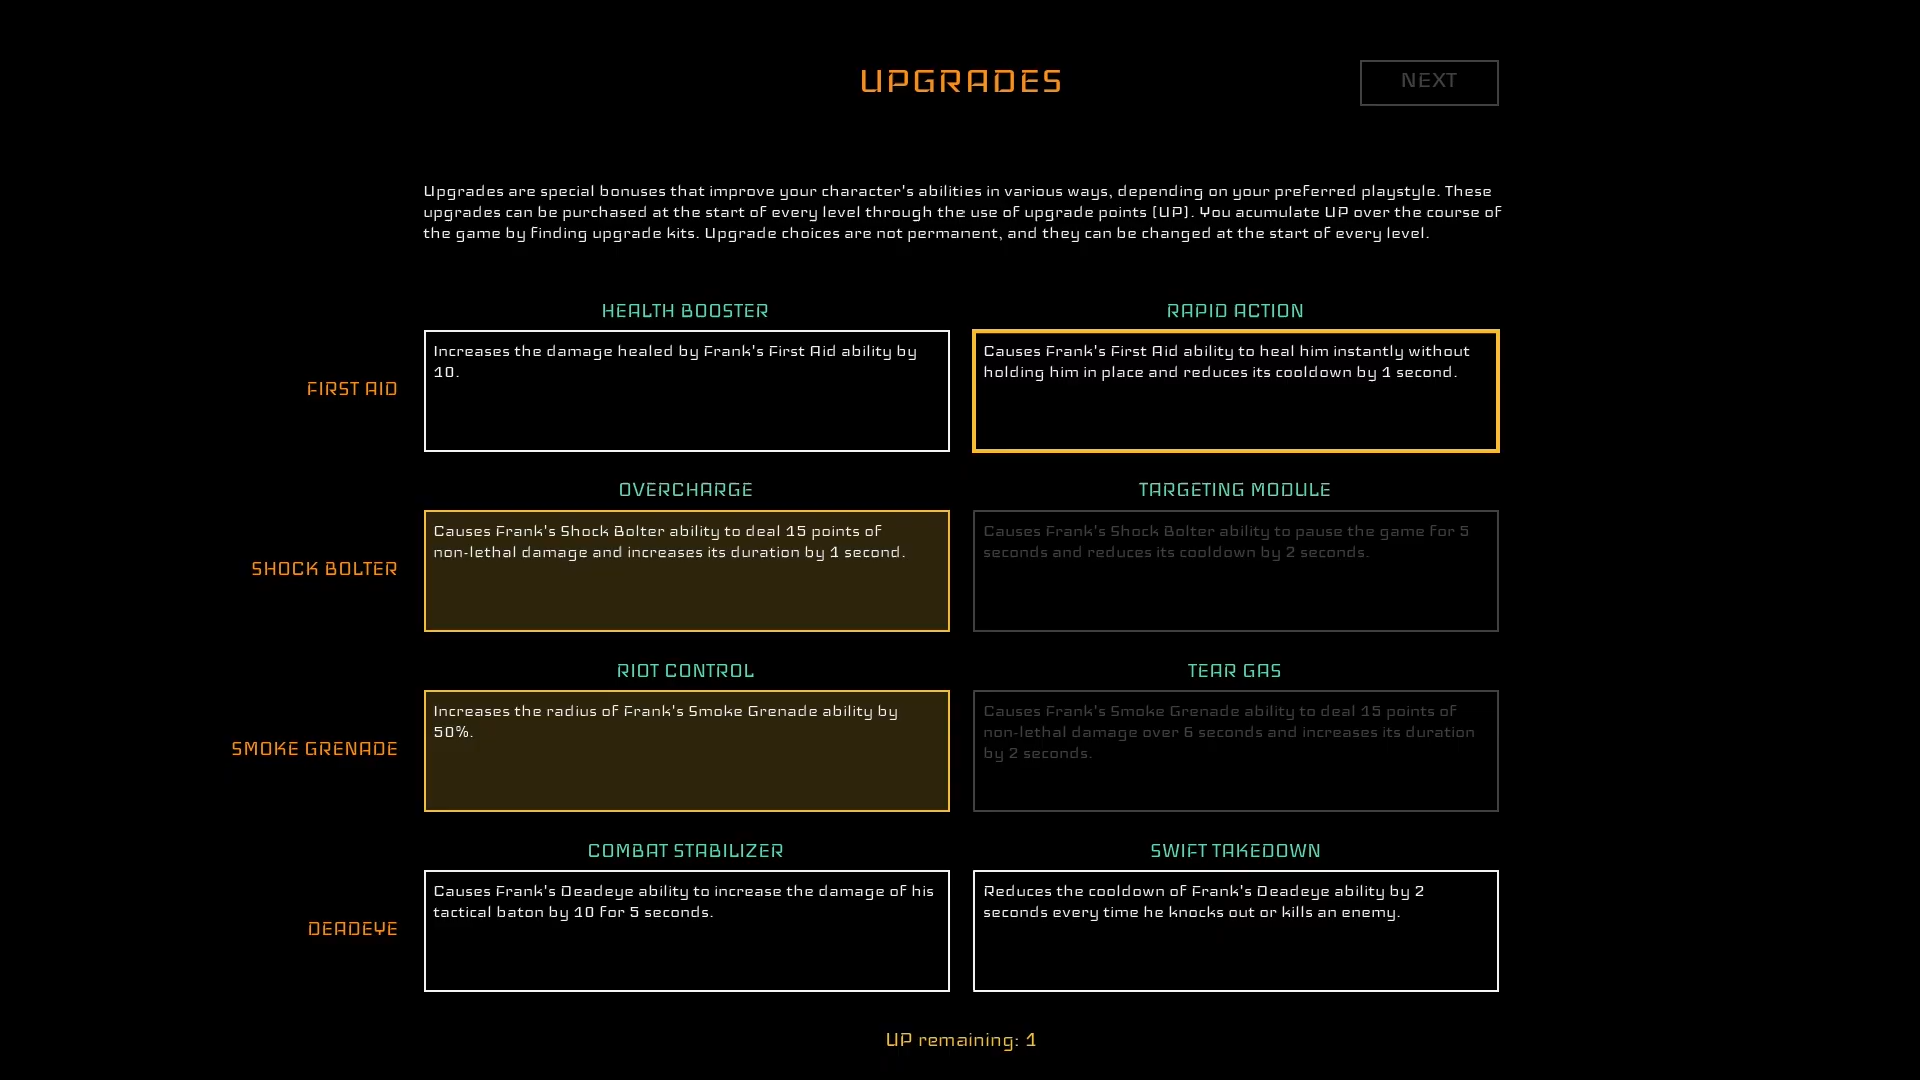 UPGRADES
NEXT
Upgrades are special bonuses that improve your character's abilities in various ways, depending on your preferred playstyle. These
upgrades can be purchased at the start of every level through the use of upgrade points (UP). You acumulate UP over the course of
the game by finding upgrade kits. Upgrade choices are not permanent, and they can be changed at the start of every level.
HEALTH BOOSTER
RAPID ACTION
FIRST AID
Increases the damage healed by Frank's First Aid ability by
10.
Causes Frank's First Aid ability to heal him instantly without
holding him in place and reduces its cooldown by 1 second.
OVERCHARGE
TARGETING MODULE
SHOCK BOLTER
Causes Frank's Shock Bolter ability to deal 15 points of
non-lethal damage and increases its duration by 1 second.
Causes Frank's Shock Bolter ability to pause the game for 5
seconds and reduces its cooldown by 2 seconds.
RIOT CONTROL
TEAR GAS
SMOKE GRENADE
Increases the radius of Frank's Smoke Grenade ability by
50%.
Causes Frank's Smoke Grenade ability to deal 15 points of
non-lethal damage over 6 seconds and increases its duration
by 2 seconds.
COMBAT STABILIZER
SWIFT TAKEDOWN
DEADEYE
Causes Frank's Deadeye ability to increase the damage of his
tactical baton by 10 for 5 seconds.
Reduces the cooldown of Frank's Deadeye ability by 2
seconds every time he knocks out or kills an enemy.
UP remaining: 1